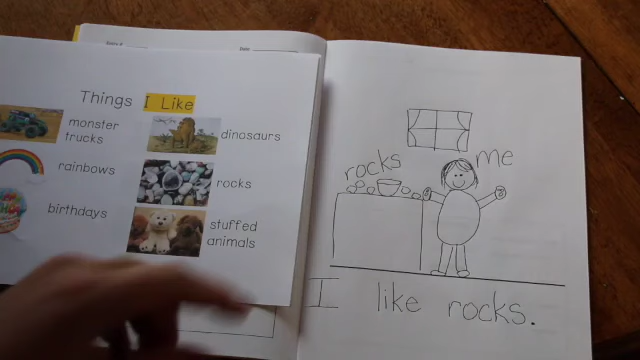 Things I Like
monster
trucks
dinosaurs
rainbows
rocks
birthdays
stuffed
animals
rocks
me
I like rocks.